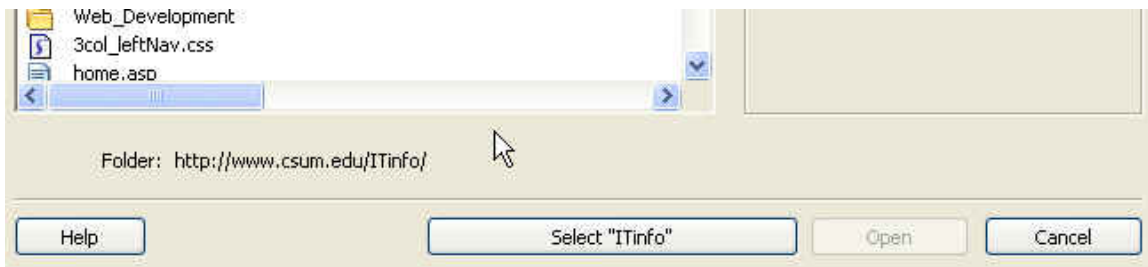 Web_Development
3col_leftNav.css
home.asp
Folder: http://www.csum.edu/ITinfo/
Help Select "ITinfo" Open Cancel